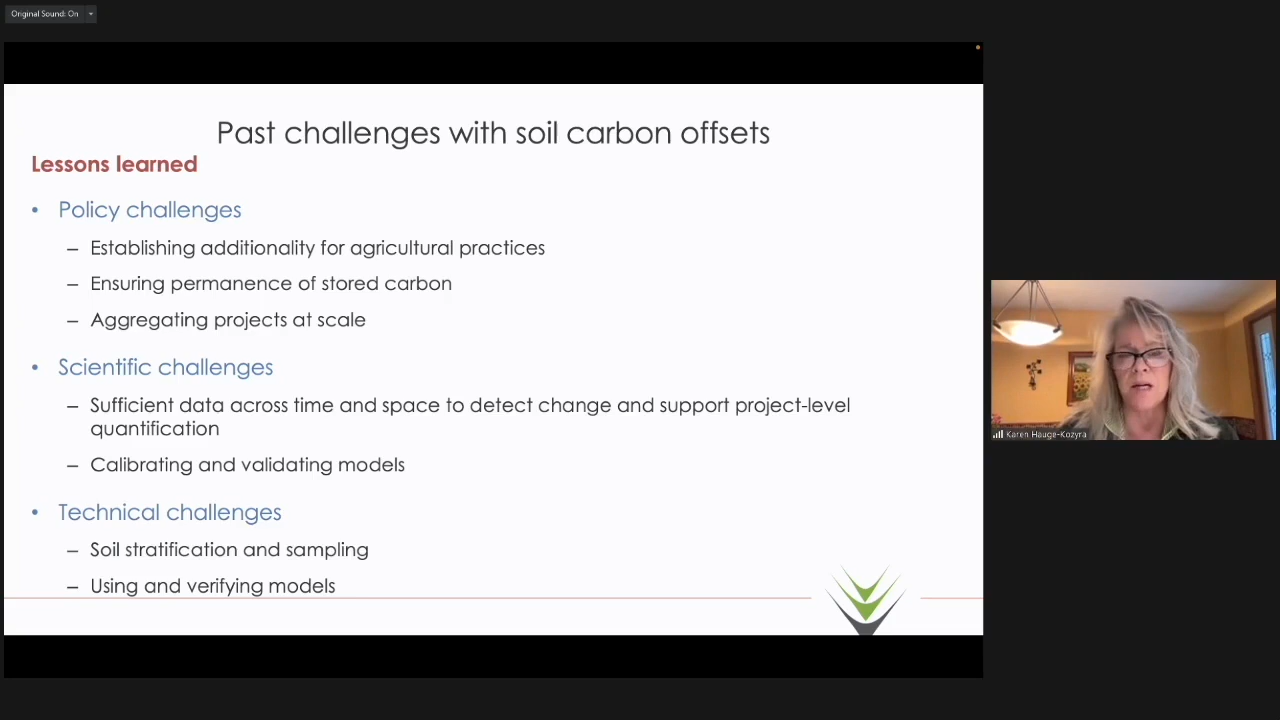 Original Sound: On
Past challenges with soil carbon offsets
Lessons learned
• Policy challenges
– Establishing additionality for agricultural practices
– Ensuring permanence of stored carbon
– Aggregating projects at scale
• Scientific challenges
– Sufficient data across time and space to detect change and support project-level
quantification
– Calibrating and validating models
• Technical challenges
– Soil stratification and sampling
– Using and verifying models
Karen Hauge-Kozyra